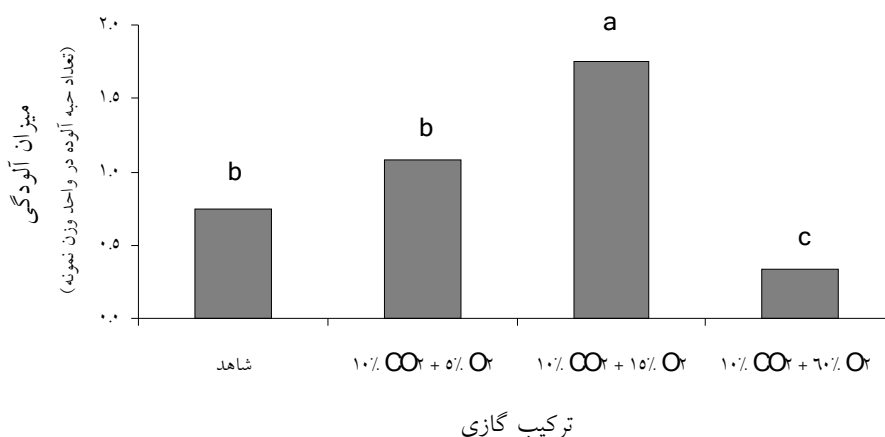 میزان آلودگی
(تعداد حبه آلوده در واحد وزن نمونه)
۲.۰
۱.۵
۱.۰
۰.۵
۰.۰
b
b
a
c
شاهد
۱۰٪ CO۲ + ۵٪ O۲
۱۰٪ CO۲ + ۱۵٪ O۲
۱۰٪ CO۲ + ۶۰٪ O۲
ترکیب گازی